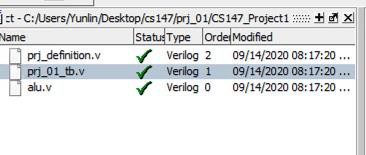 :t - C:/Users/Yunlin/Desktop/cs147/prj_01/CS147_Project1
Name Status Type Order Modified
prj_definition.v Verilog 2 09/14/2020 08:17:20 ...
prj_01_tb.v Verilog 1 09/14/2020 08:17:20 ...
alu.v Verilog 0 09/14/2020 08:17:20 ...